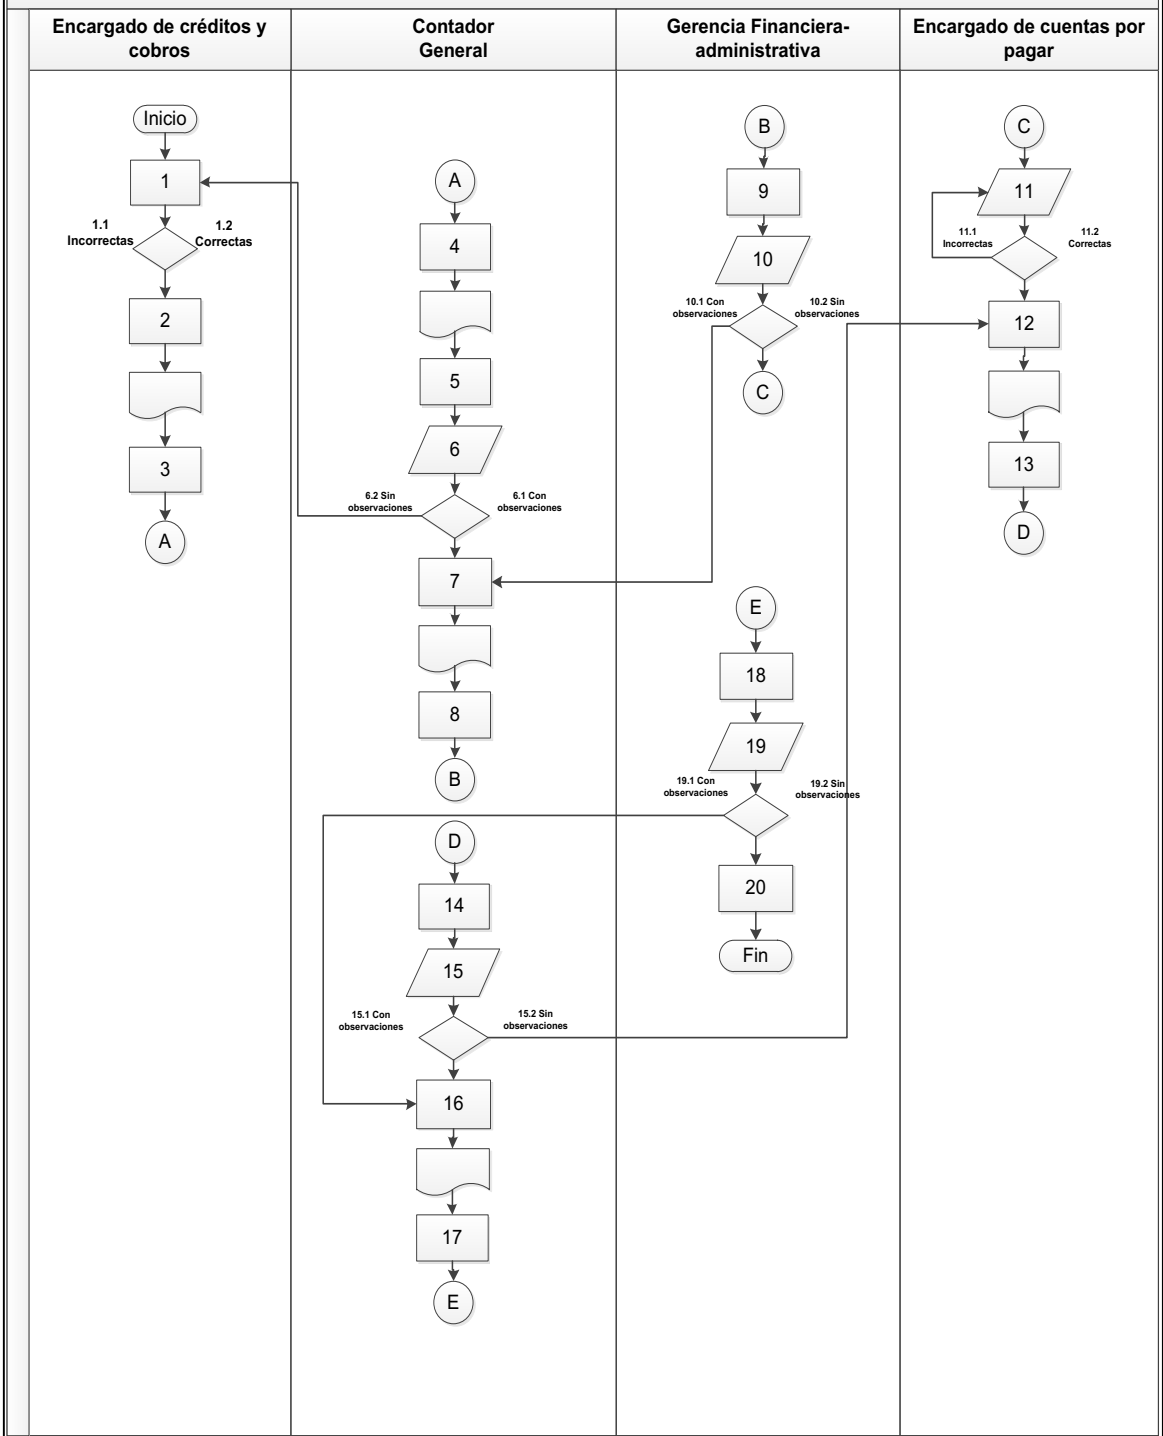 Encargado de créditos y
cobros
Contador
General
Gerencia Financiera-
administrativa
Encargado de cuentas por
pagar
Inicio
1
1.1
Incorrectas
1.2
Correctas
2
3
A
A
4
5
6
6.2 Sin
observaciones
6.1 Con
observaciones
7
8
B
D
14
15
15.1 Con
observaciones
15.2 Sin
observaciones
16
17
E
B
9
10
10.1 Con
observaciones
10.2 Sin
observaciones
C
E
18
19
19.1 Con
observaciones
19.2 Sin
observaciones
20
Fin
C
11
11.1
Incorrectas
11.2
Correctas
12
13
D